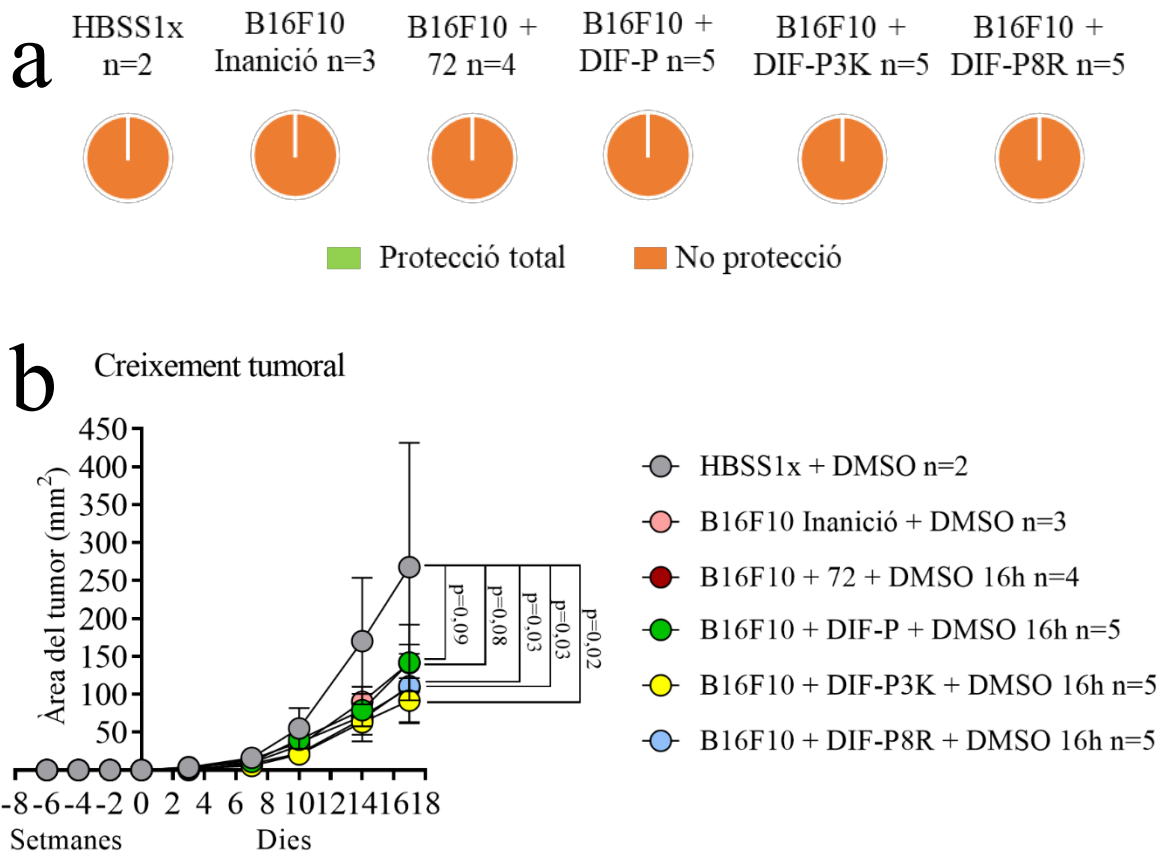 a
HBSS1x
n=2
B16F10
Inanició n=3
B16F10 +
72 n=4
B16F10 +
DIF-P n=5
B16F10 +
DIF-P3K n=5
B16F10 +
DIF-P8R n=5
Protecció total
No protecció
b
Creixement tumoral
Àrea del tumor (mm²)
450
400
350
300
250
200
150
100
50
-8 -6 -4 -2 0 2 4 6 8 10 12 14 16 18
Setmanes
Dies
p=0,09
p=0,08
p=0,03
p=0,03
p=0,02
HBSS1x + DMSO n=2
B16F10 Inanició + DMSO n=3
B16F10 + 72 + DMSO 16h n=4
B16F10 + DIF-P + DMSO 16h n=5
B16F10 + DIF-P3K + DMSO 16h n=5
B16F10 + DIF-P8R + DMSO 16h n=5